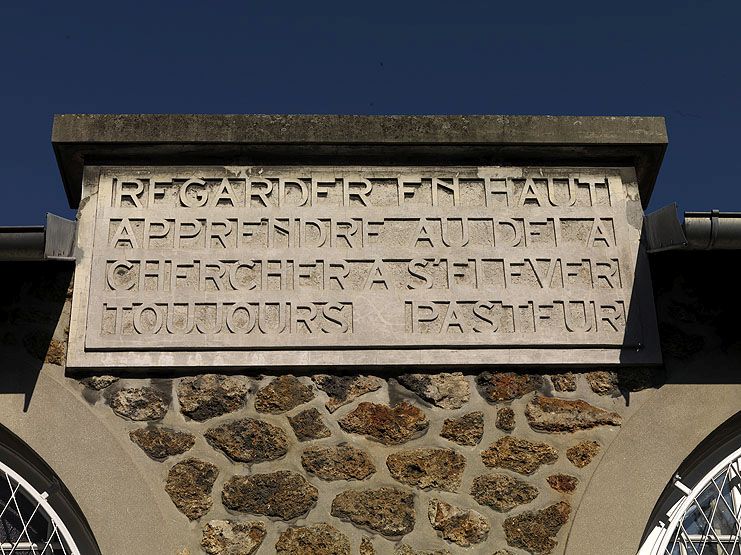 REGARDER EN HAUT
APPRENDRE AU DELA
CHERCHER A S'ELEVER
TOUJOURS PASTEUR